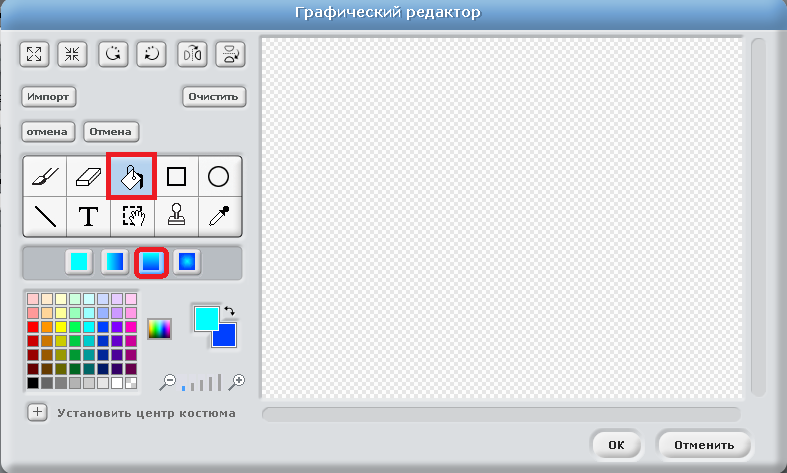 Графический редактор
Импорт
Очистить
отмена
Отмена
T
Установить центр костюма
OK
Отменить